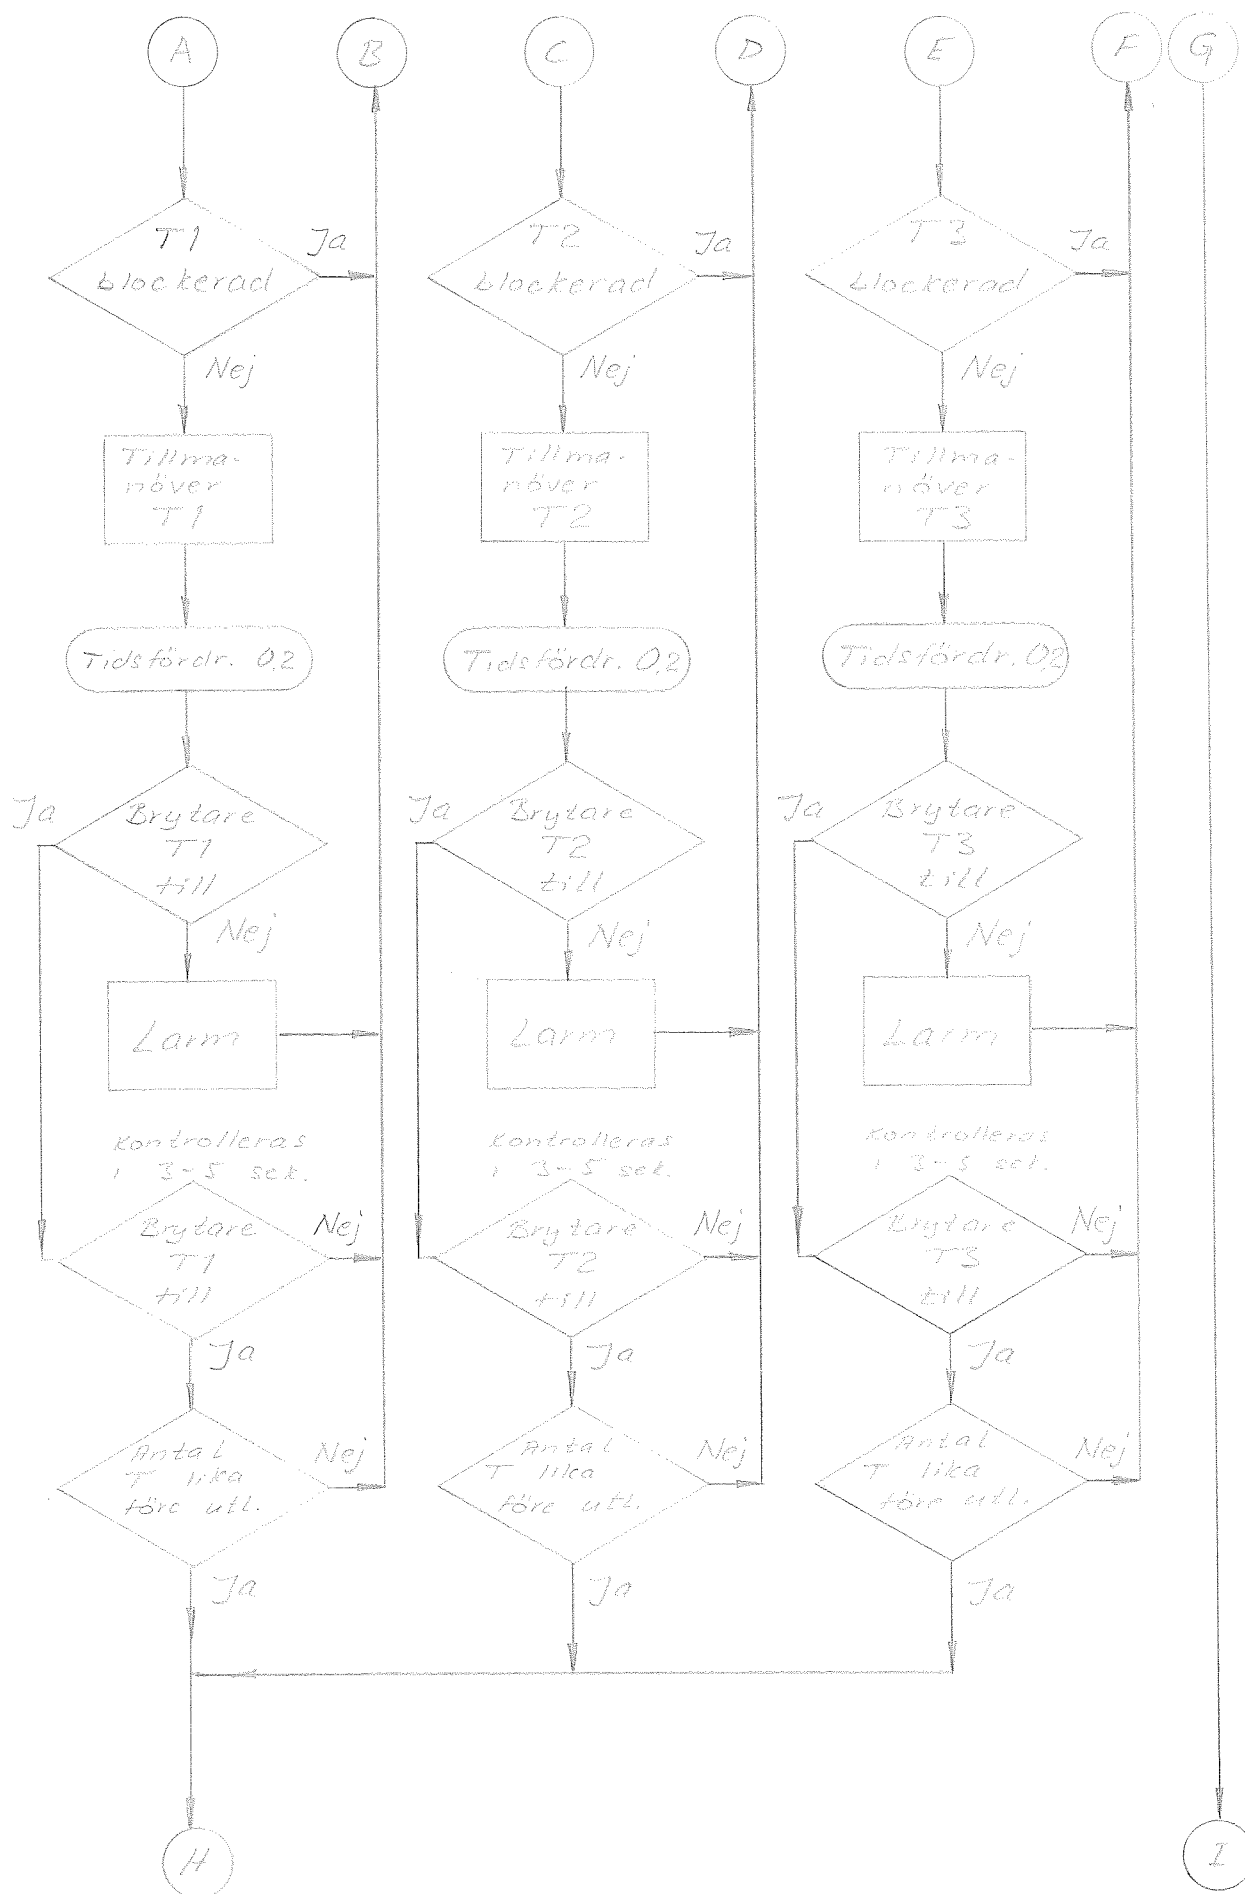 A
B
C
D
E
F
G
T1
blockerad
Ja
Nej
Tillma-
növer
T1
Tidsfördr. 0,2
Brytare
T1
till
Ja
Nej
Larm
Kontrolleras
i 3-5 sek.
Brytare
T1
till
Nej
Ja
Antal
T lika
före utl.
Nej
Ja
T2
blockerad
Ja
Nej
Tillma-
növer
T2
Tidsfördr. 0,2
Brytare
T2
till
Ja
Nej
Larm
Kontrolleras
i 3-5 sek.
Brytare
T2
till
Nej
Ja
Antal
T lika
före utl.
Nej
Ja
T3
blockerad
Ja
Nej
Tillma-
növer
T3
Tidsfördr. 0,2
Brytare
T3
till
Ja
Nej
Larm
Kontrolleras
i 3-5 sek.
Brytare
T3
till
Nej
Ja
Antal
T lika
före utl.
Nej
Ja
H
I